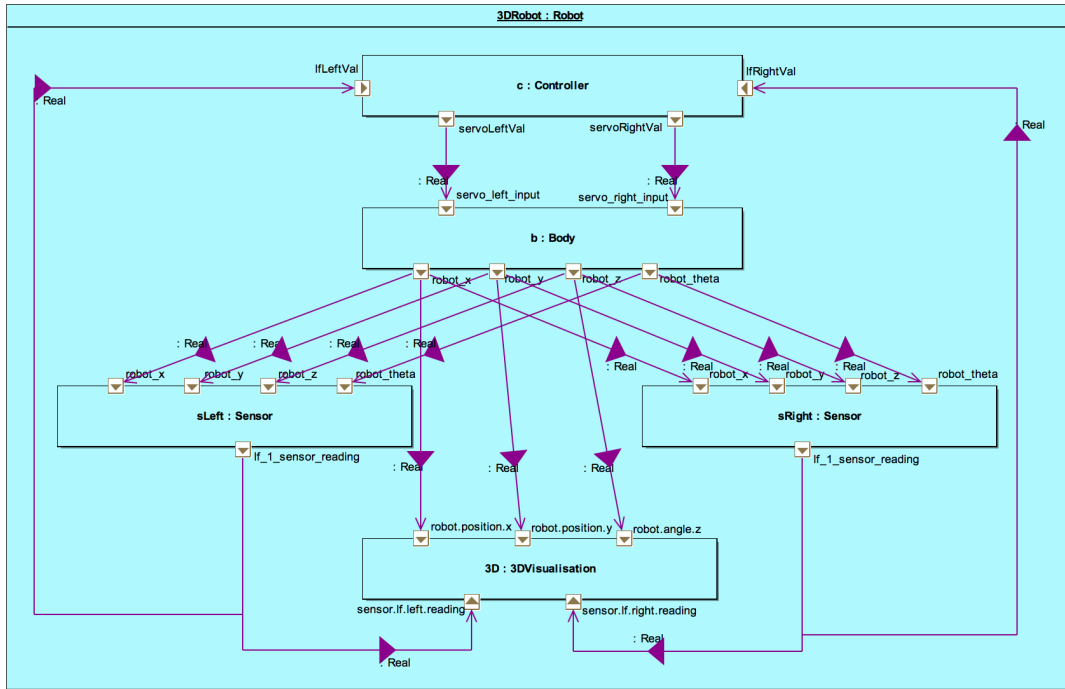 3DRobot : Robot
lfLeftVal
lfRightVal
: Real
c : Controller
: Real
servoLeftVal
servoRightVal
: Real
: Real
servo_left_input
servo_right_input
b : Body
robot_x
robot_y
robot_z
robot_theta
: Real
: Real
: Real
: Real
: Real
: Real
: Real
: Real
robot_x
robot_y
robot_z
robot_theta
robot_x
robot_y
robot_z
robot_theta
sLeft : Sensor
sRight : Sensor
lf_1_sensor_reading
lf_1_sensor_reading
: Real
: Real
: Real
robot.position.x
robot.position.y
robot.angle.z
3D : 3DVisualisation
sensor.lf.left.reading
sensor.lf.right.reading
: Real
: Real